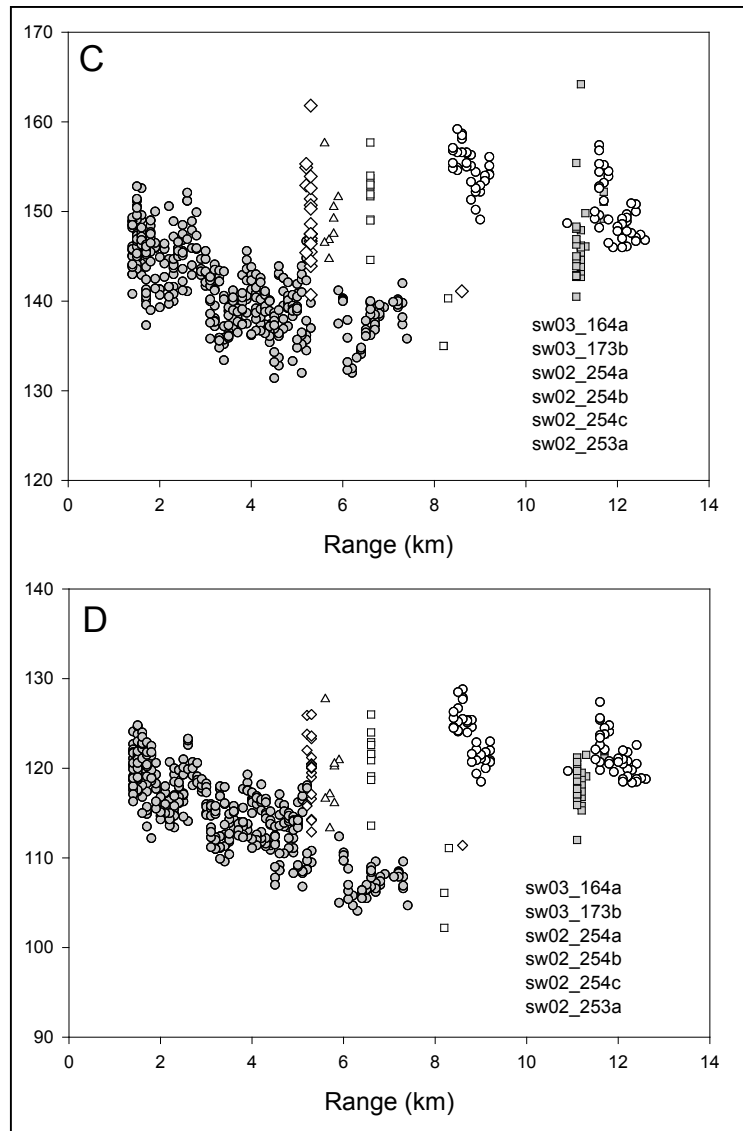 C
170
160
150
140
130
120
0 2 4 6 8 10 12 14
Range (km)
sw03_164a
sw03_173b
sw02_254a
sw02_254b
sw02_254c
sw02_253a
D
140
130
120
110
100
90
0 2 4 6 8 10 12 14
Range (km)
sw03_164a
sw03_173b
sw02_254a
sw02_254b
sw02_254c
sw02_253a